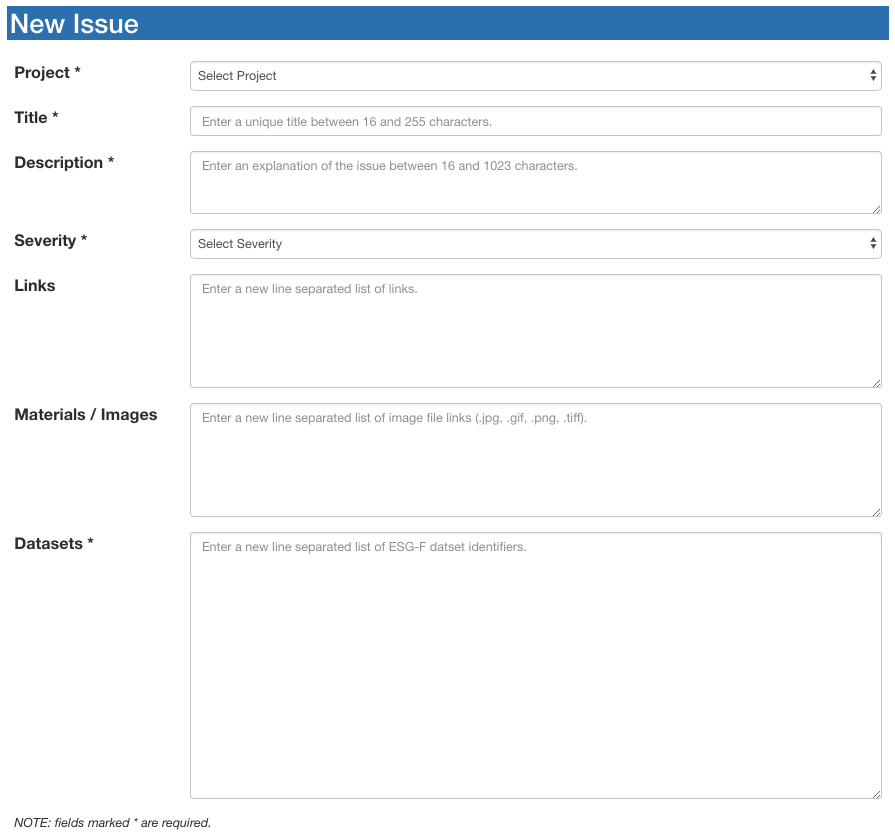 New Issue
Project *
Select Project
Title *
Enter a unique title between 16 and 255 characters.
Description *
Enter an explanation of the issue between 16 and 1023 characters.
Severity *
Select Severity
Links
Enter a new line separated list of links.
Materials / Images
Enter a new line separated list of image file links (.jpg, .gif, .png, .tiff).
Datasets *
Enter a new line separated list of ESG-F datset identifiers.
NOTE: fields marked * are required.